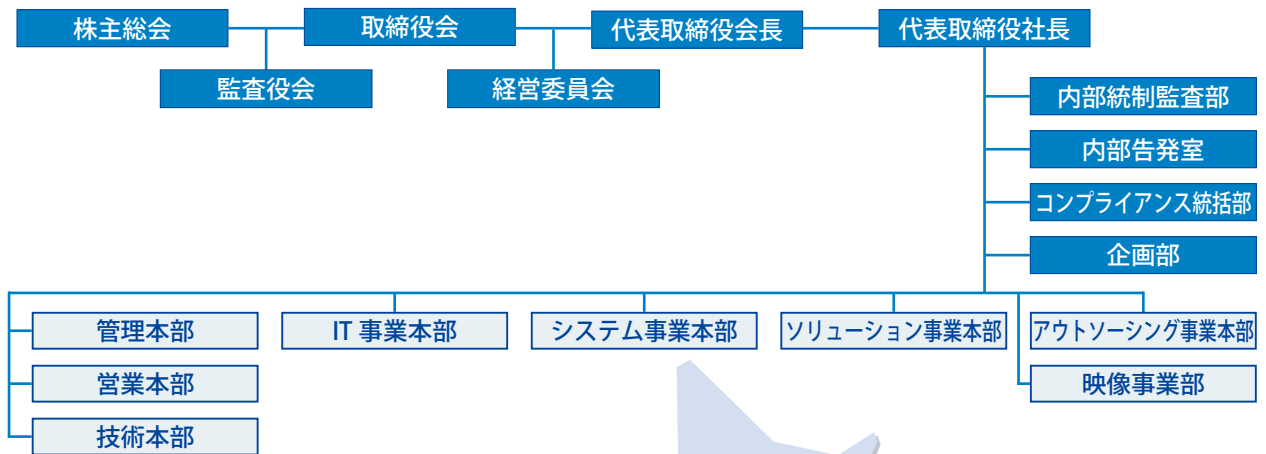 株主総会
取締役会
代表取締役会長
代表取締役社長
監査役会
経営委員会
内部統制監査部
内部告発室
コンプライアンス統括部
企画部
管理本部
IT 事業本部
システム事業本部
ソリューション事業本部
アウトソーシング事業本部
営業本部
映像事業部
技術本部